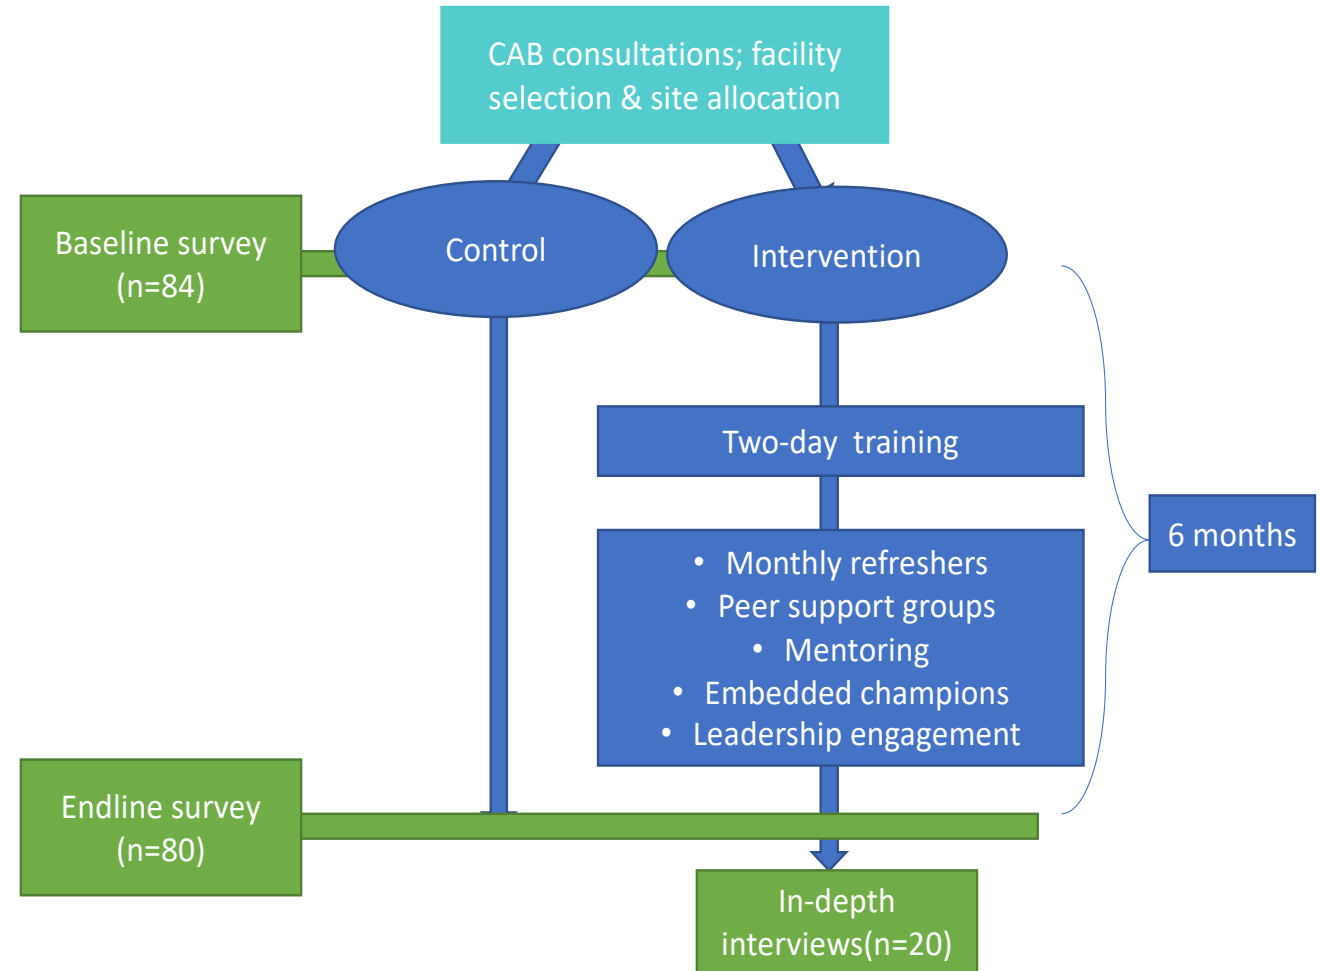 CAB consultations; facility
selection & site allocation
Baseline survey
(n=84)
Control
Intervention
Two-day training
6 months
• Monthly refreshers
• Peer support groups
• Mentoring
• Embedded champions
• Leadership engagement
Endline survey
(n=80)
In-depth
interviews(n=20)